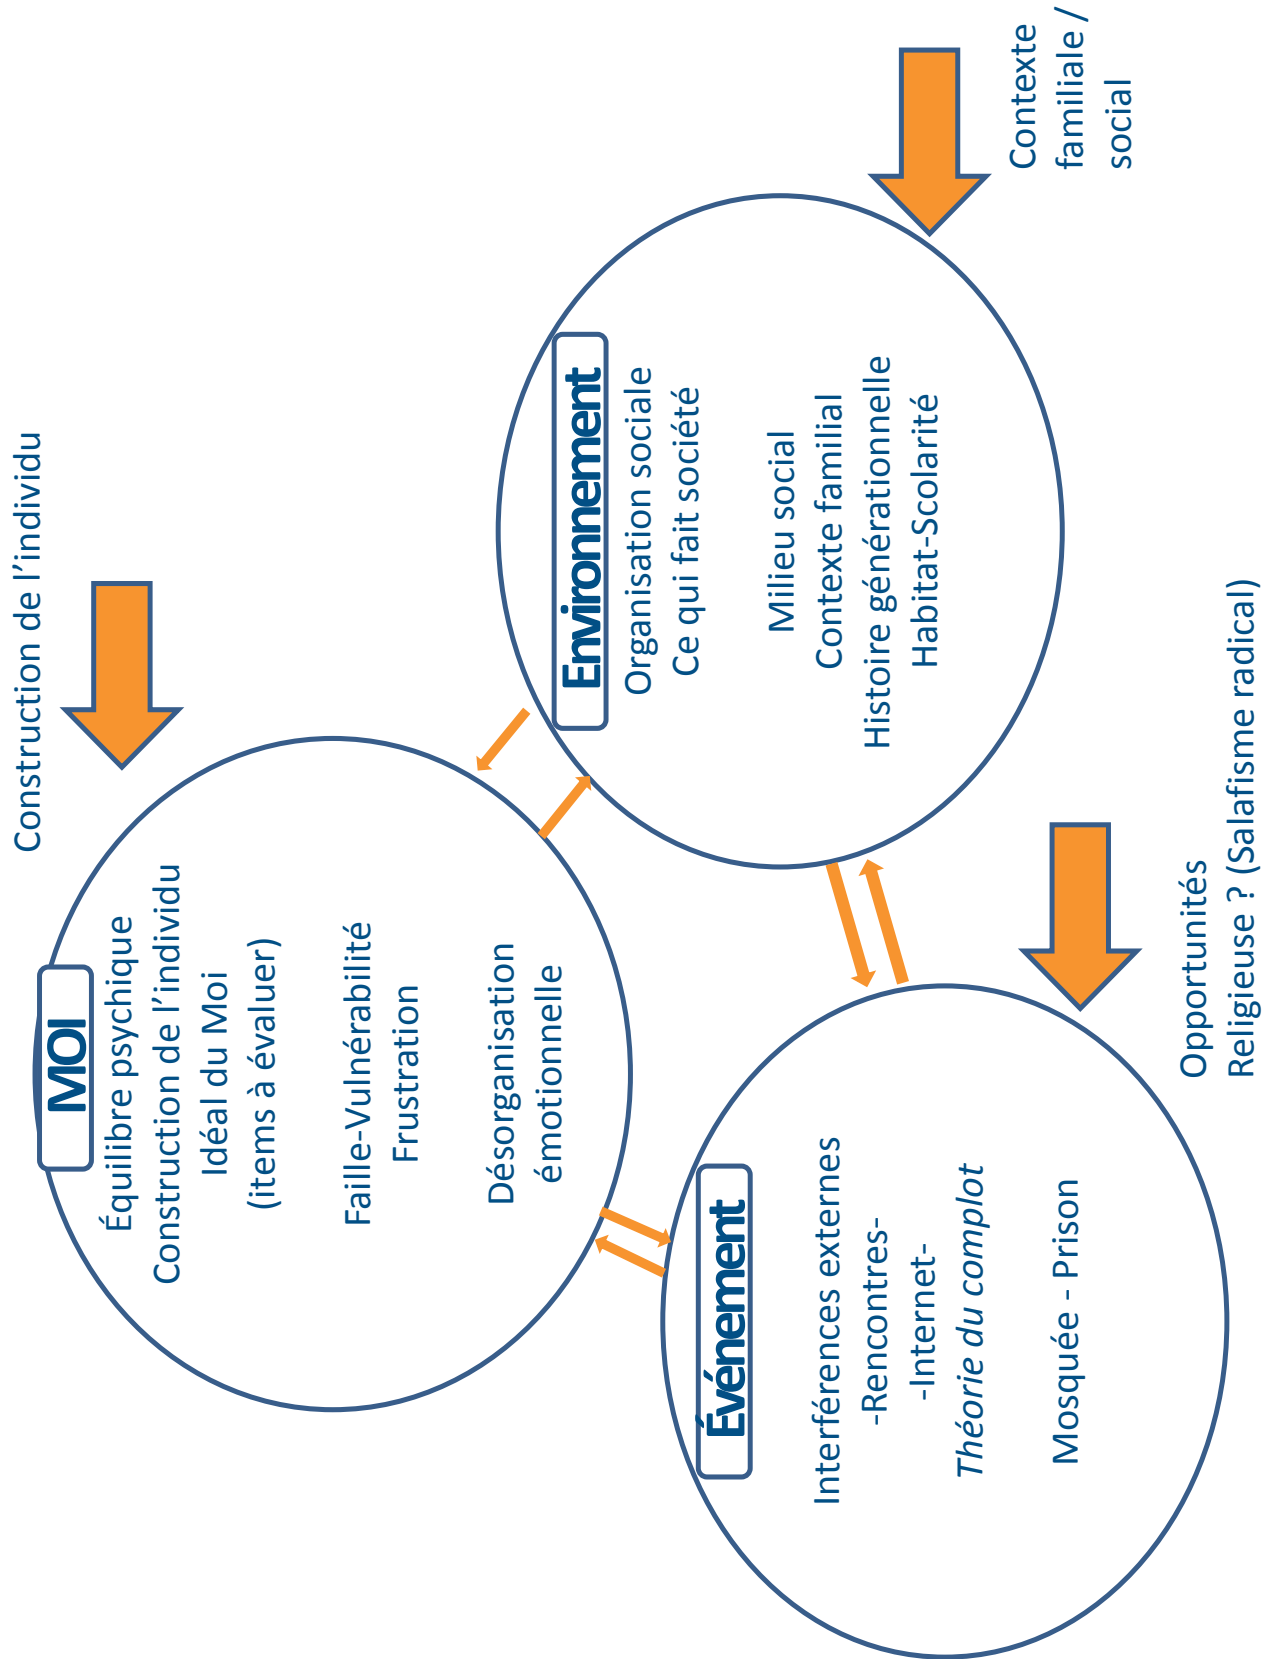 Construction de l'individu
MOI
Équilibre psychique
Construction de l'individu
Idéal du Moi
(items à évaluer)
Faille-Vulnérabilité
Frustration
Désorganisation
émotionnelle
Événement
Interférences externes
-Rencontres-
-Internet-
Théorie du complot
Mosquée - Prison
Opportunités
Religieuse ? (Salafisme radical)
Environnement
Organisation sociale
Ce qui fait société
Milieu social
Contexte familial
Histoire générationnelle
Habitat-Scolarité
Contexte
familiale /
social